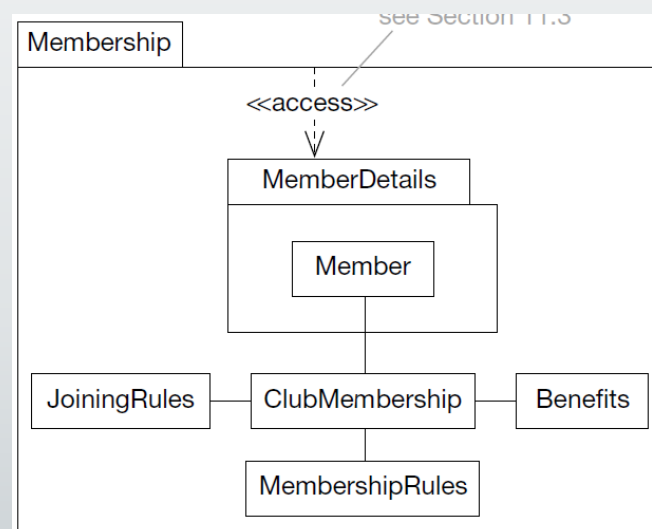 see Section 11.3
Membership
<<access>>
MemberDetails
Member
JoiningRules
ClubMembership
Benefits
MembershipRules